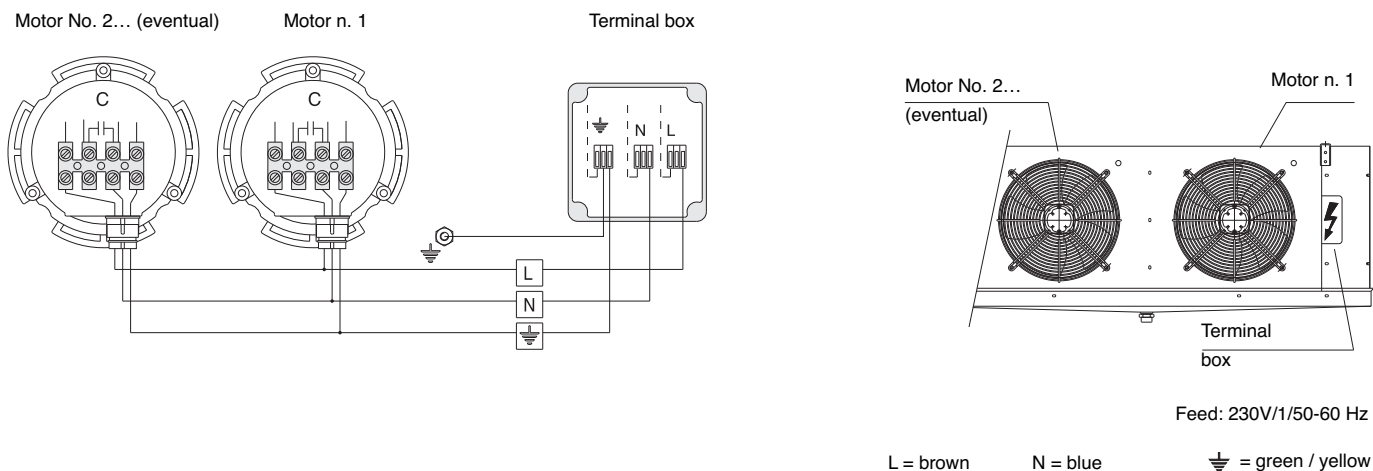 Motor No. 2… (eventual)
Motor n. 1
Terminal box
C
C
N
L
L
N
Motor No. 2…
(eventual)
Motor n. 1
Terminal
box
Feed: 230V/1/50-60 Hz
L = brown
N = blue
⏚ = green / yellow